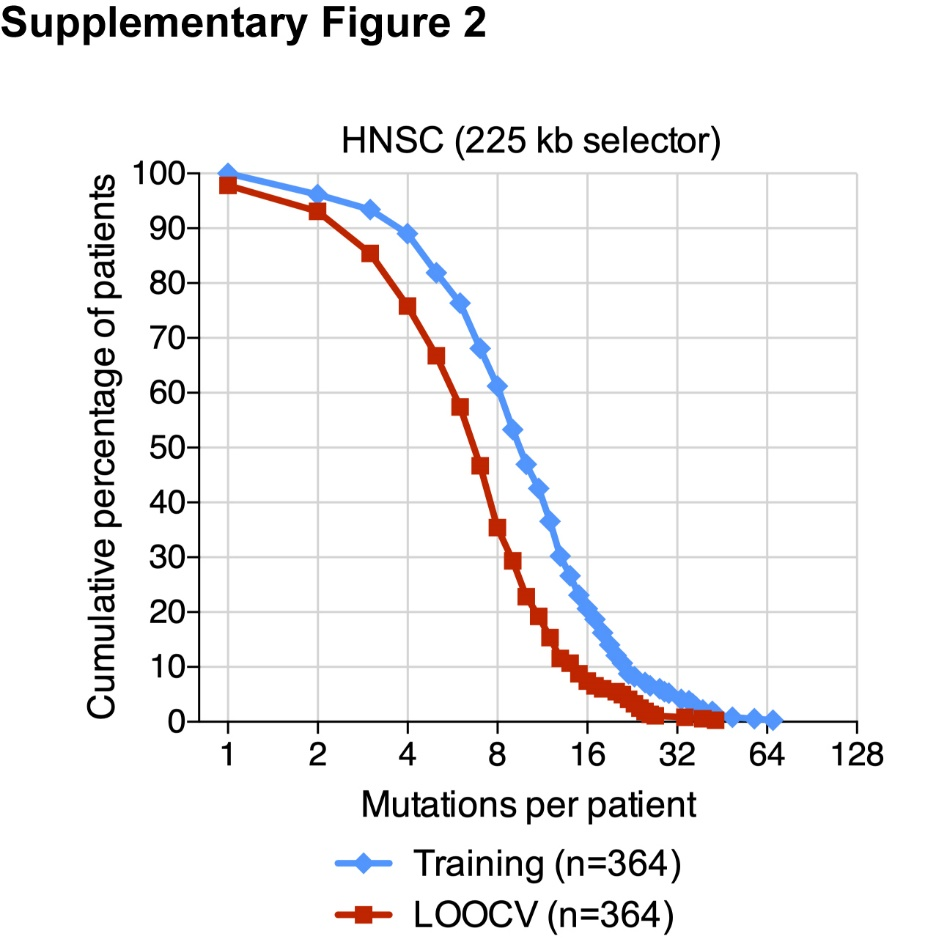 Supplementary Figure 2
HNSC (225 kb selector)
Cumulative percentage of patients
100
90
80
70
60
50
40
30
20
10
0
1 2 4 8 16 32 64 128
Mutations per patient
Training (n=364)
LOOCV (n=364)